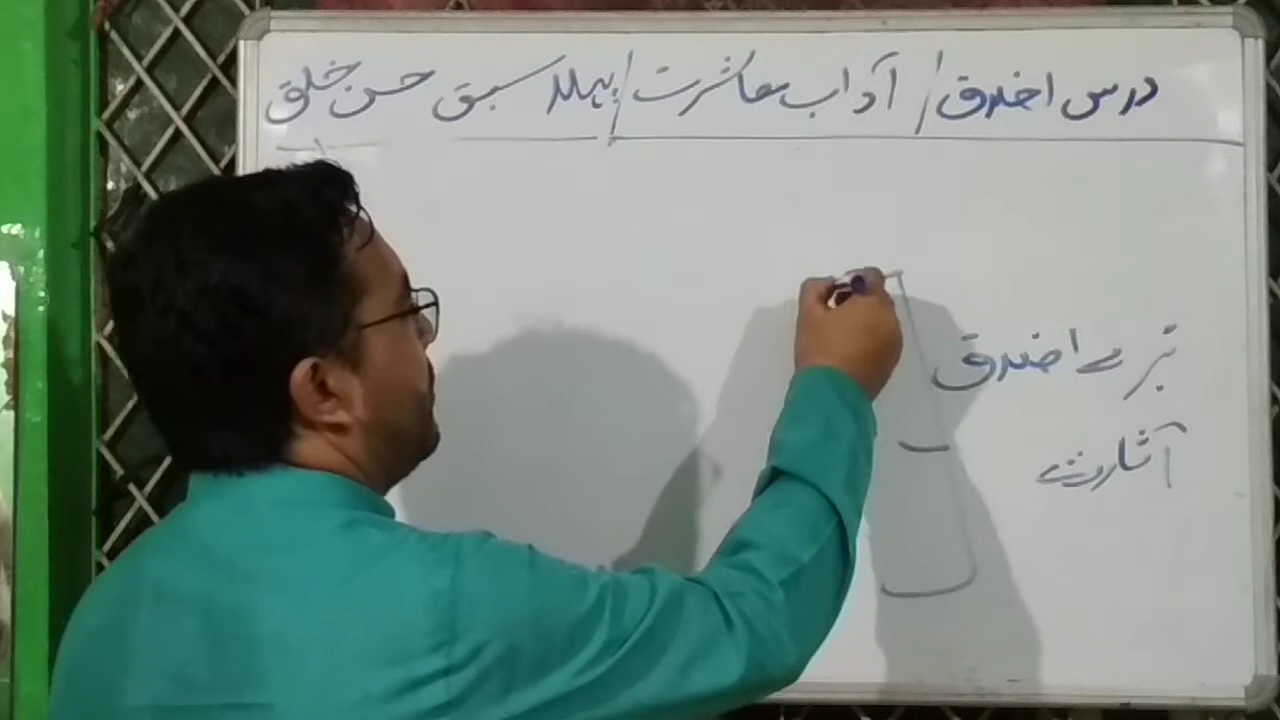 درس اخلاق / آداب معاشرت / پہلا سبق حسن خلق
برے اخلاق
آثار